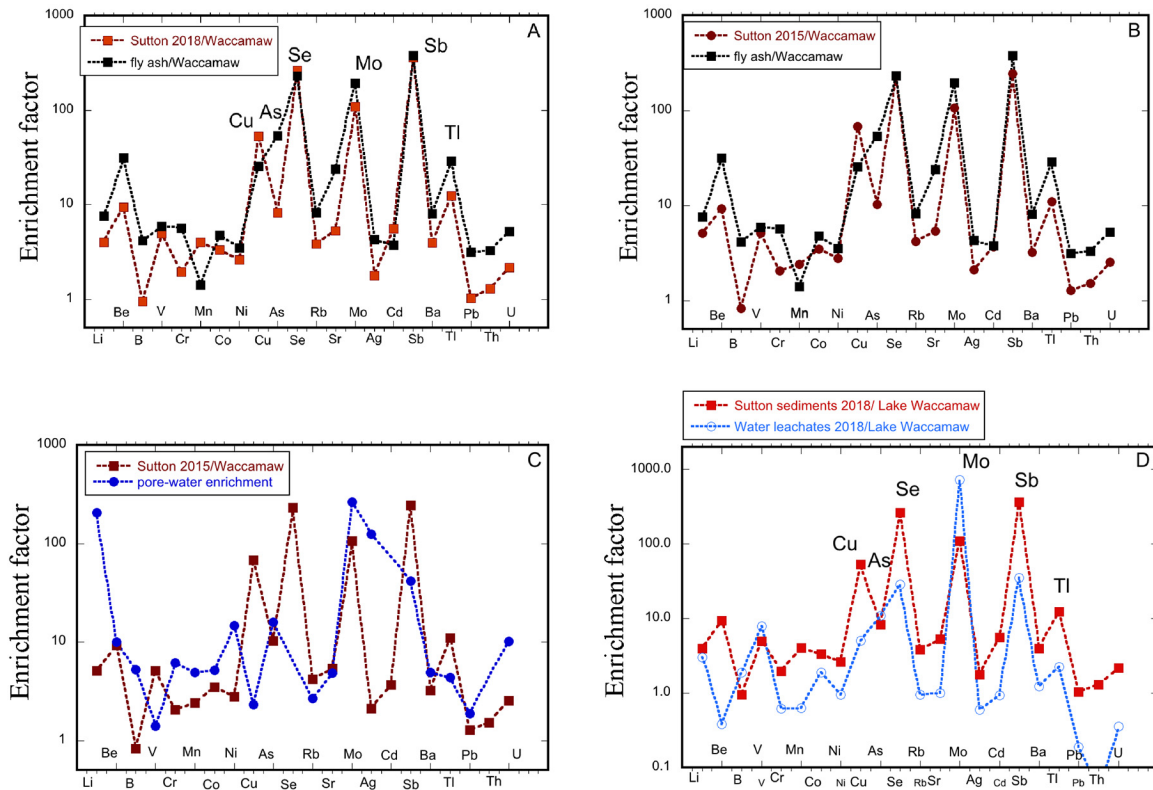 1000
100
10
1
Enrichment factor
A
Sutton 2018/Waccamaw
fly ash/Waccamaw
Cu
As
Se
Mo
Sb
Tl
Be V Mn Ni As Rb Mo Cd Ba Pb U
Li B Cr Co Cu Se Sr Ag Sb Tl Th
1000
100
10
1
Enrichment factor
B
Sutton 2015/Waccamaw
fly ash/Waccamaw
Be V Mn Ni As Rb Mo Cd Ba Pb U
Li B Cr Co Cu Se Sr Ag Sb Tl Th
1000
100
10
1
Enrichment factor
C
Sutton 2015/Waccamaw
pore-water enrichment
Be V Mn Ni As Rb Mo Cd Ba Pb U
Li B Cr Co Cu Se Sr Ag Sb Tl Th
Sutton sediments 2018/ Lake Waccamaw
Water leachates 2018/Lake Waccamaw
1000.0
100.0
10.0
1.0
0.1
Enrichment factor
D
Cu
As
Se
Mo
Sb
Tl
Be V Mn Ni As Rb Mo Cd Ba Pb U
Li B V Cr Co Ni Cu Se Rb Sr Ag Cd Sb Tl Pb Th